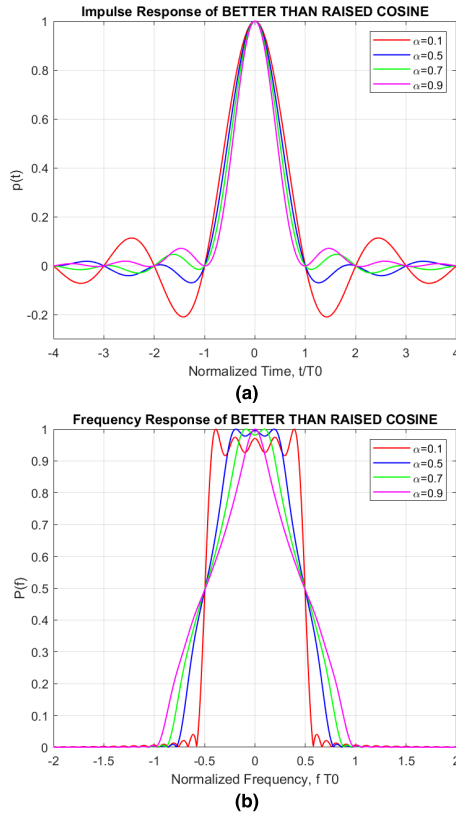 Impulse Response of BETTER THAN RAISED COSINE
1
0.8
0.6
0.4
0.2
0
-0.2
p(t)
α=0.1
α=0.5
α=0.7
α=0.9
-4 -3 -2 -1 0 1 2 3 4
Normalized Time, t/T0
(a)
Frequency Response of BETTER THAN RAISED COSINE
1
0.9
0.8
0.7
0.6
0.5
0.4
0.3
0.2
0.1
0
P(f)
α=0.1
α=0.5
α=0.7
α=0.9
-2 -1.5 -1 -0.5 0 0.5 1 1.5 2
Normalized Frequency, f T0
(b)